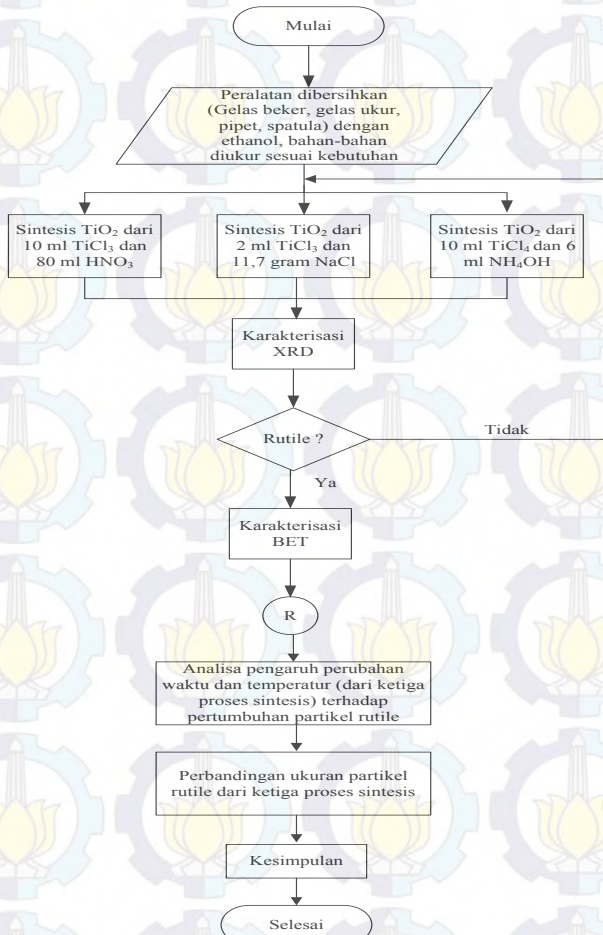 Mulai
Peralatan dibersihkan
(Gelas beker, gelas ukur,
pipet, spatula) dengan
ethanol, bahan-bahan
diukur sesuai kebutuhan
Sintesis TiO₂ dari
10 ml TiCl₃ dan
80 ml HNO₃
Sintesis TiO₂ dari
2 ml TiCl₃ dan
11,7 gram NaCl
Sintesis TiO₂ dari
10 ml TiCl₄ dan 6
ml NH₄OH
Karakterisasi
XRD
Rutile ?
Tidak
Ya
Karakterisasi
BET
R
Analisa pengaruh perubahan
waktu dan temperatur (dari ketiga
proses sintesis) terhadap
pertumbuhan partikel rutile
Perbandingan ukuran partikel
rutile dari ketiga proses sintesis
Kesimpulan
Selesai